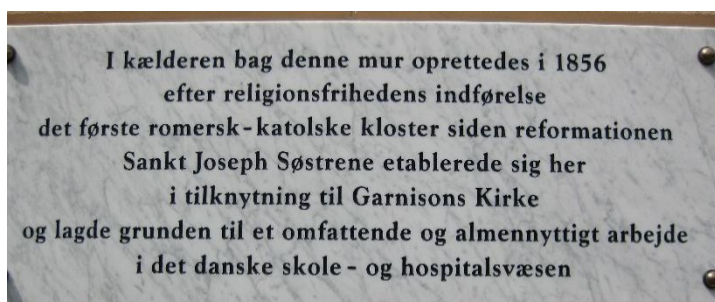 I kælderen bag denne mur oprettedes i 1856
efter religionsfrihedens indførelse
det første romersk-katolske kloster siden reformationen
Sankt Joseph Søstrene etablerede sig her
i tilknytning til Garnisons Kirke
og lagde grunden til et omfattende og almennyttigt arbejde
i det danske skole- og hospitalsvæsen